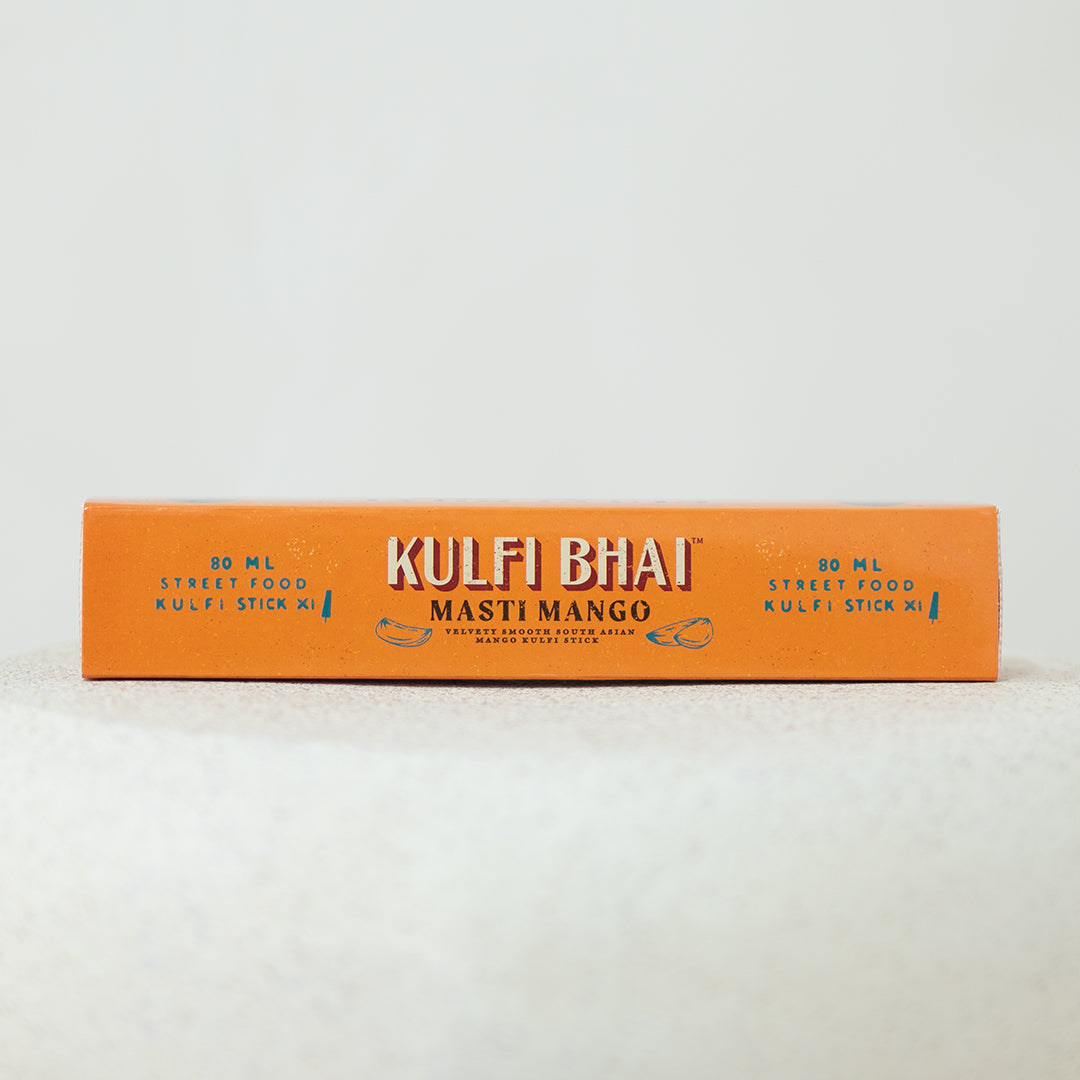 80 ML
STREET FOOD
KULFI STICK X1
KULFI BHAI™
MASTI MANGO
VELVETY SMOOTH SOUTH ASIAN
MANGO KULFI STICK
80 ML
STREET FOOD
KULFI STICK X1